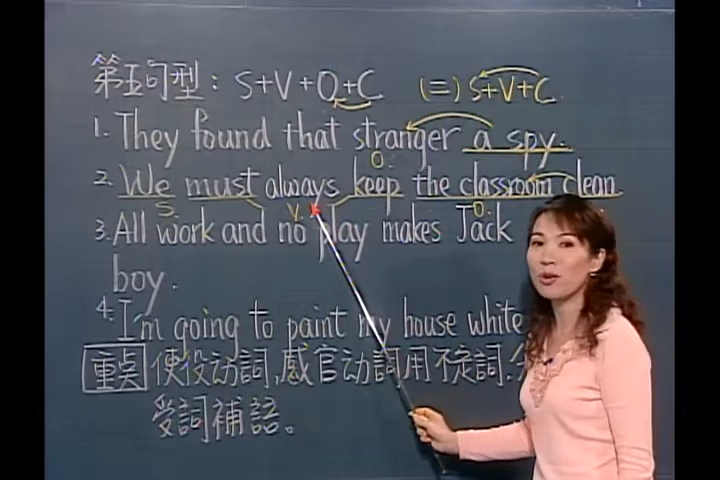 第五句型：S+V+O+C (二) S+V+C
1. They found that stranger a spy.
O.
2. We must always keep the classroom clean
S. V. O.
3. All work and no play makes Jack
boy.
4. I'm going to paint my house white
重点 使役动詞，感官动詞用不定詞、
受詞補語。